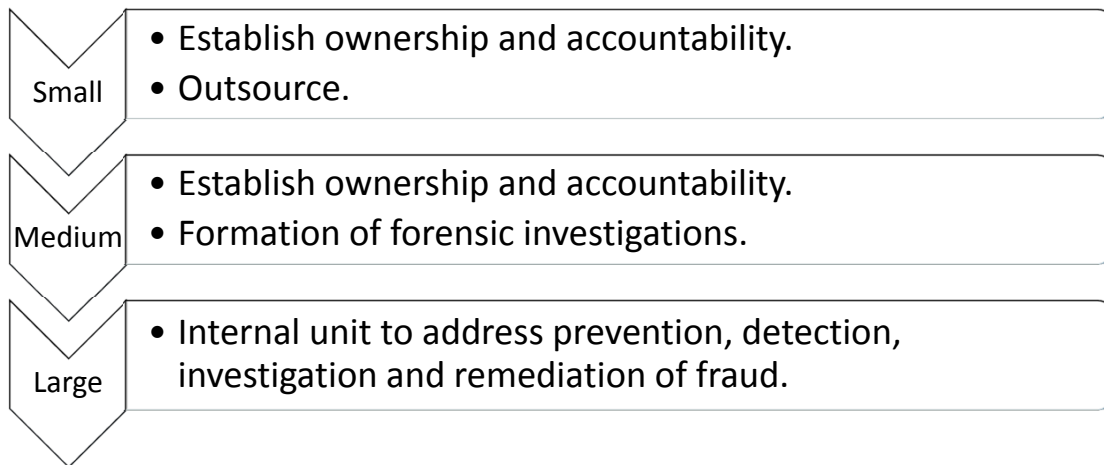 Small
• Establish ownership and accountability.
• Outsource.
Medium
• Establish ownership and accountability.
• Formation of forensic investigations.
Large
• Internal unit to address prevention, detection,
investigation and remediation of fraud.